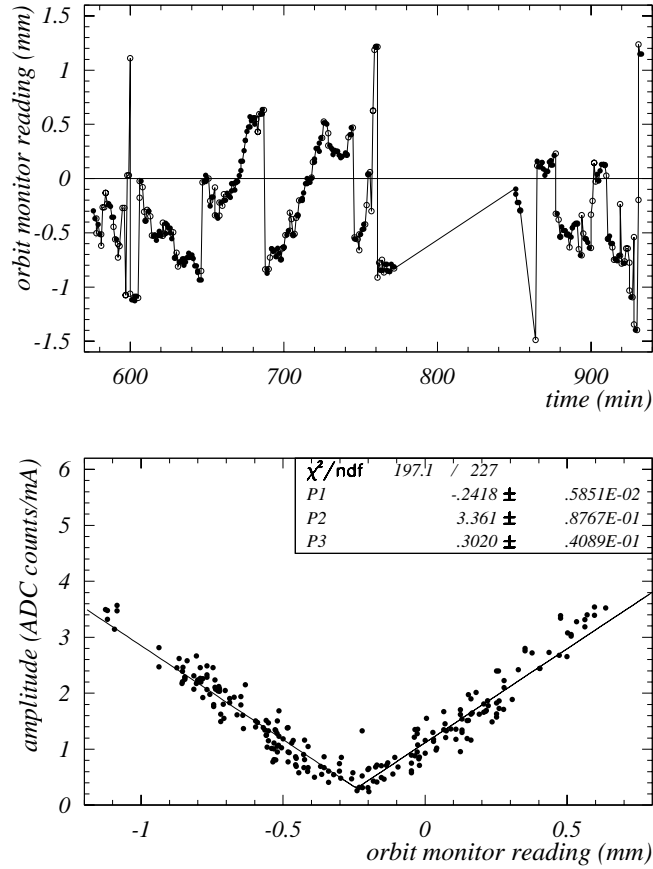 orbit monitor reading (mm)
1.5
1
0.5
0
-0.5
-1
-1.5
600 700 800 900
time (min)
amplitude (ADC counts/mA)
6
5
4
3
2
1
0
χ²/ndf 197.1 / 227
P1 -.2418 ± .5851E-02
P2 3.361 ± .8767E-01
P3 .3020 ± .4089E-01
-1 -0.5 0 0.5
orbit monitor reading (mm)